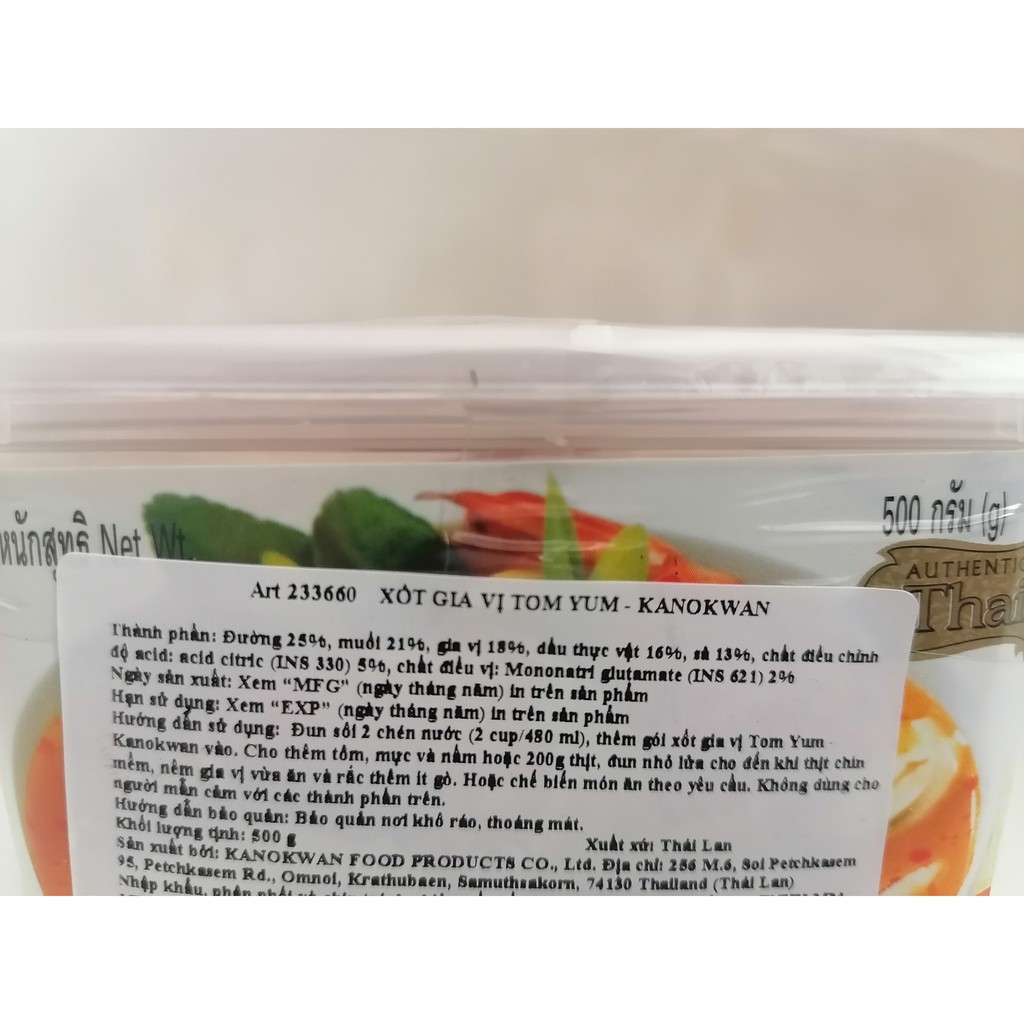 น้ำหนักสุทธิ Net Wt.
500 กรัม (g)
AUTHENTIC
Thai
Art 233660 XỐT GIA VỊ TOM YUM - KANOKWAN
Thành phần: Đường 25%, muối 21%, gia vị 18%, dầu thực vật 16%, sả 13%, chất điều chỉnh
độ acid: acid citric (INS 330) 5%, chất điều vị: Mononatri glutamate (INS 621) 2%
Ngày sản xuất: Xem “MFG” (ngày tháng năm) in trên sản phẩm
Hạn sử dụng: Xem “EXP” (ngày tháng năm) in trên sản phẩm
Hướng dẫn sử dụng: Đun sôi 2 chén nước (2 cup/480 ml), thêm gói xốt gia vị Tom Yum
Kanokwan vào. Cho thêm tôm, mực và nấm hoặc 200g thịt, đun nhỏ lửa cho đến khi thịt chín
mềm, nêm gia vị vừa ăn và rắc thêm ít gò. Hoặc chế biến món ăn theo yêu cầu. Không dùng cho
người mẫn cảm với các thành phần trên.
Hướng dẫn bảo quản: Bảo quản nơi khô ráo, thoáng mát.
Khối lượng tịnh: 500 g Xuất xứ: Thái Lan
Sản xuất bởi: KANOKWAN FOOD PRODUCTS CO., Ltd. Địa chỉ: 286 M.6, Soi Petchkasem
95, Petchkasem Rd., Omnoi, Krathubaen, Samuthsakorn, 74130 Thailand (Thái Lan)
Nhập khẩu, phân phối và